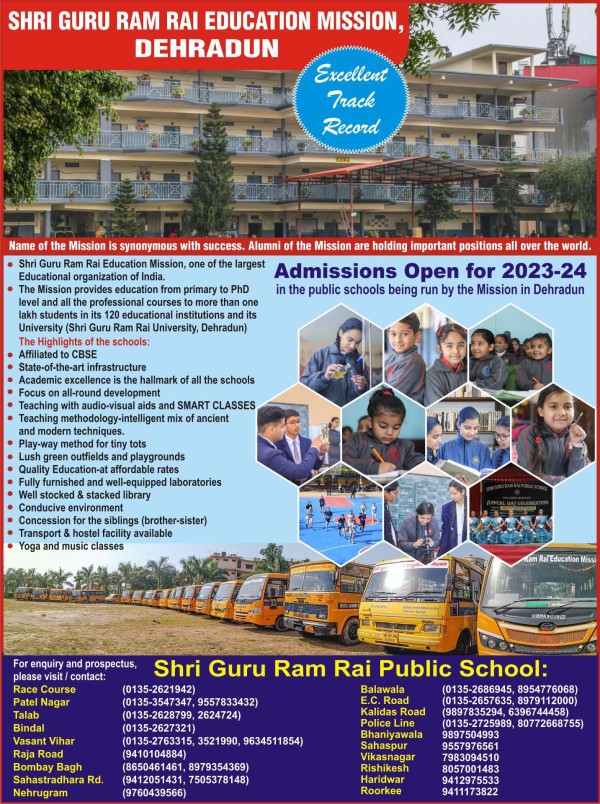 SHRI GURU RAM RAI EDUCATION MISSION,
DEHRADUN
Excellent
Track
Record
Name of the Mission is synonymous with success. Alumni of the Mission are holding important positions all over the world.
• Shri Guru Ram Rai Education Mission, one of the largest
Educational organization of India.
• The Mission provides education from primary to PhD
level and all the professional courses to more than one
lakh students in its 120 educational institutions and its
University (Shri Guru Ram Rai University, Dehradun)
The Highlights of the schools:
• Affiliated to CBSE
• State-of-the-art infrastructure
• Academic excellence is the hallmark of all the schools
• Focus on all-round development
• Teaching with audio-visual aids and SMART CLASSES
• Teaching methodology-intelligent mix of ancient
and modern techniques.
• Play-way method for tiny tots
• Lush green outfields and playgrounds
• Quality Education-at affordable rates
• Fully furnished and well-equipped laboratories
• Well stocked & stacked library
• Conducive environment
• Concession for the siblings (brother-sister)
• Transport & hostel facility available
• Yoga and music classes
Admissions Open for 2023-24
in the public schools being run by the Mission in Dehradun
SHRI GURU RAM RAI PUBLIC SCHOOL
ANNUAL DAY CELEBRATION
Ram Rai Education Missi
For enquiry and prospectus,
please visit / contact:
Shri Guru Ram Rai Public School:
Race Course (0135-2621942)
Patel Nagar (0135-3547347, 9557833432)
Talab (0135-2628799, 2624724)
Bindal (0135-2627321)
Vasant Vihar (0135-2763315, 3521990, 9634511854)
Raja Road (9410104884)
Bombay Bagh (8650461461, 8979354369)
Sahastradhara Rd. (9412051431, 7505378148)
Nehrugram (9760439566)
Balawala (0135-2686945, 8954776068)
E.C. Road (0135-2657635, 8979112000)
Kalidas Road (9897835294, 6396744458)
Police Line (0135-2725989, 80772668755)
Bhaniyawala 9897504993
Sahaspur 9557976561
Vikasnagar 7983094510
Rishikesh 8057001483
Haridwar 9412975533
Roorkee 9411173822